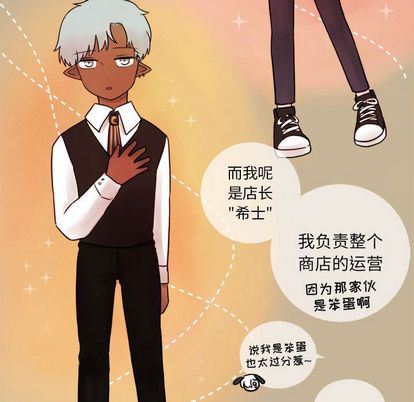 而我呢
是店长
"希士"
我负责整个
商店的运营
因为那家伙
是笨蛋啊
说我是笨蛋
也太过分惹~